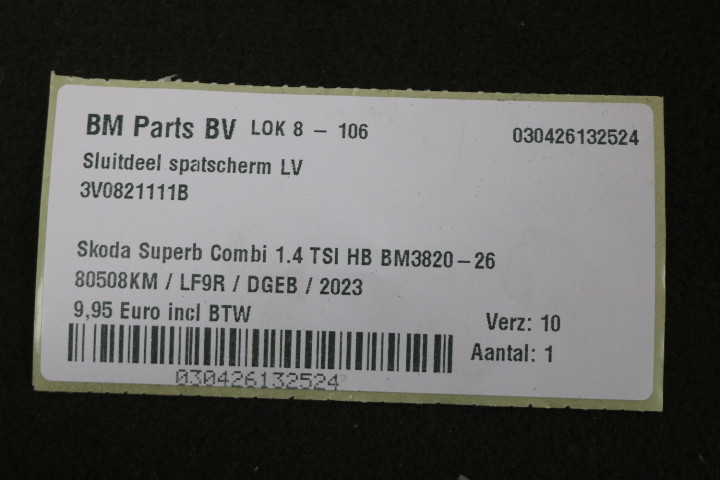 BM Parts BV LOK 8 - 106 030426132524
Sluitdeel spatscherm LV
3V0821111B
Skoda Superb Combi 1.4 TSI HB BM3820-26
80508KM / LF9R / DGEB / 2023
9,95 Euro incl BTW
Verz: 10
Aantal: 1
030426132524